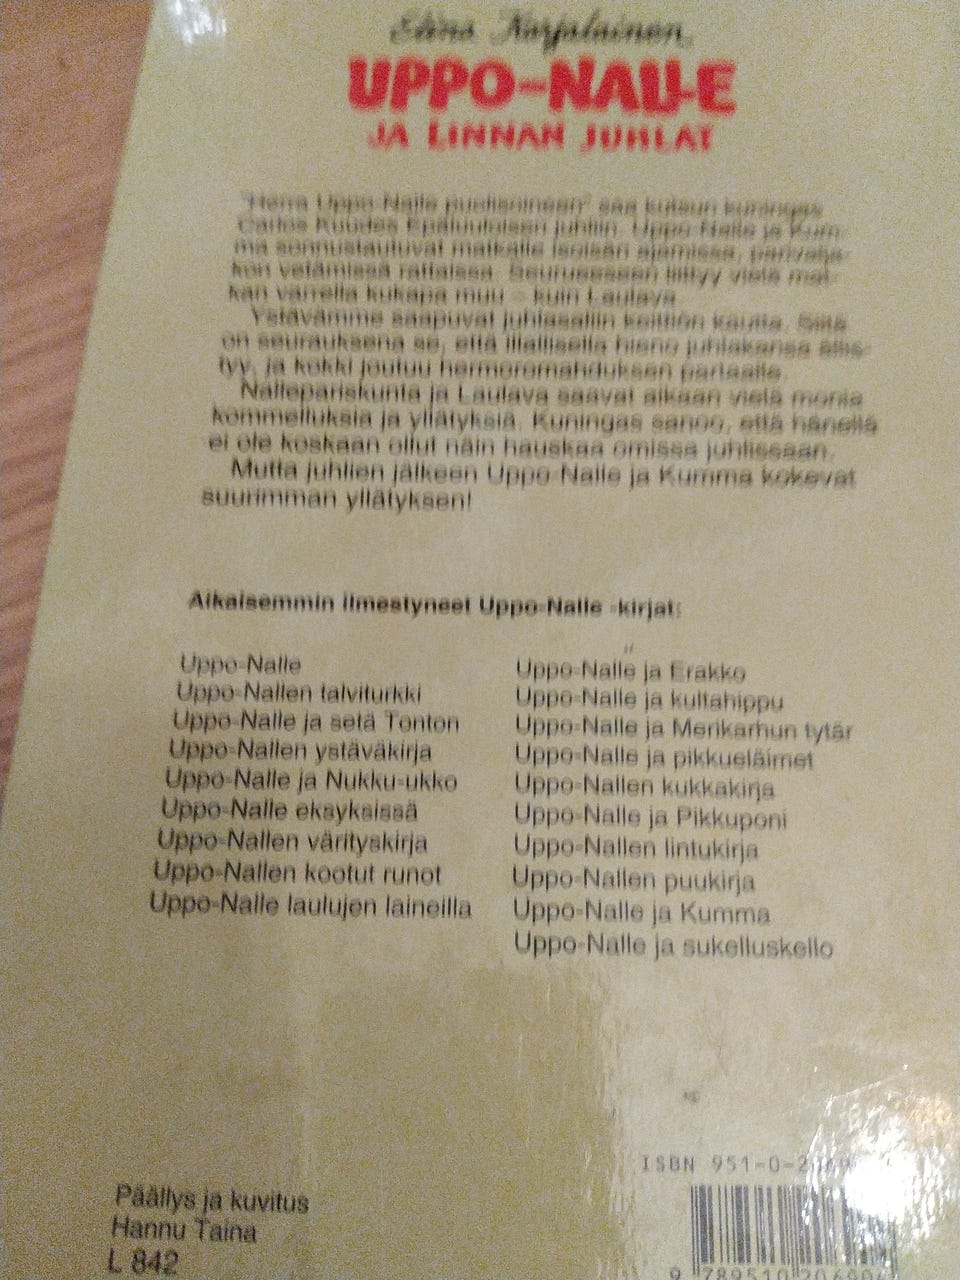 Elina Karjalainen
UPPO-NALLE
JA LINNAN JUHLAT
"Herra Uppo-Nalle puolisoineen" saa kutsun kuningas
Carlos Kuudes Epäluuloisen juhliin. Uppo-Nalle ja Kum-
ma sonnustautuvat matkalle isoisän ajamissa, parivalja-
kon vetämissä rattaissa. Seurueeseen liittyy vielä mat-
kan varrella kukapa muu – kuin Laulava
Ystävämme saapuvat juhlasaliin keittiön kautta. Siitä
on seurauksena se, että illallisella hieno juhlakansa ällis-
tyy, ja kokki joutuu hermoromahduksen partaalle.
Nallepariskunta ja Laulava saavat aikaan vielä monia
kommelluksia ja yllätyksiä. Kuningas sanoo, että hänellä
ei ole koskaan ollut näin hauskaa omissa juhlissaan.
Mutta juhlien jälkeen Uppo-Nalle ja Kumma kokevat
suurimman yllätyksen!
Aikaisemmin ilmestyneet Uppo-Nalle -kirjat:
Uppo-Nalle
Uppo-Nallen talviturkki
Uppo-Nalle ja setä Tonton
Uppo-Nallen ystäväkirja
Uppo-Nalle ja Nukku-ukko
Uppo-Nalle eksyksissä
Uppo-Nallen värityskirja
Uppo-Nallen kootut runot
Uppo-Nalle laulujen laineilla
Uppo-Nalle ja Erakko
Uppo-Nalle ja kultahippu
Uppo-Nalle ja Merikarhun tytär
Uppo-Nalle ja pikkueläimet
Uppo-Nallen kukkakirja
Uppo-Nalle ja Pikkuponi
Uppo-Nallen lintukirja
Uppo-Nallen puukirja
Uppo-Nalle ja Kumma
Uppo-Nalle ja sukelluskello
ISBN 951-0-
Päällys ja kuvitus
Hannu Taina
L 842